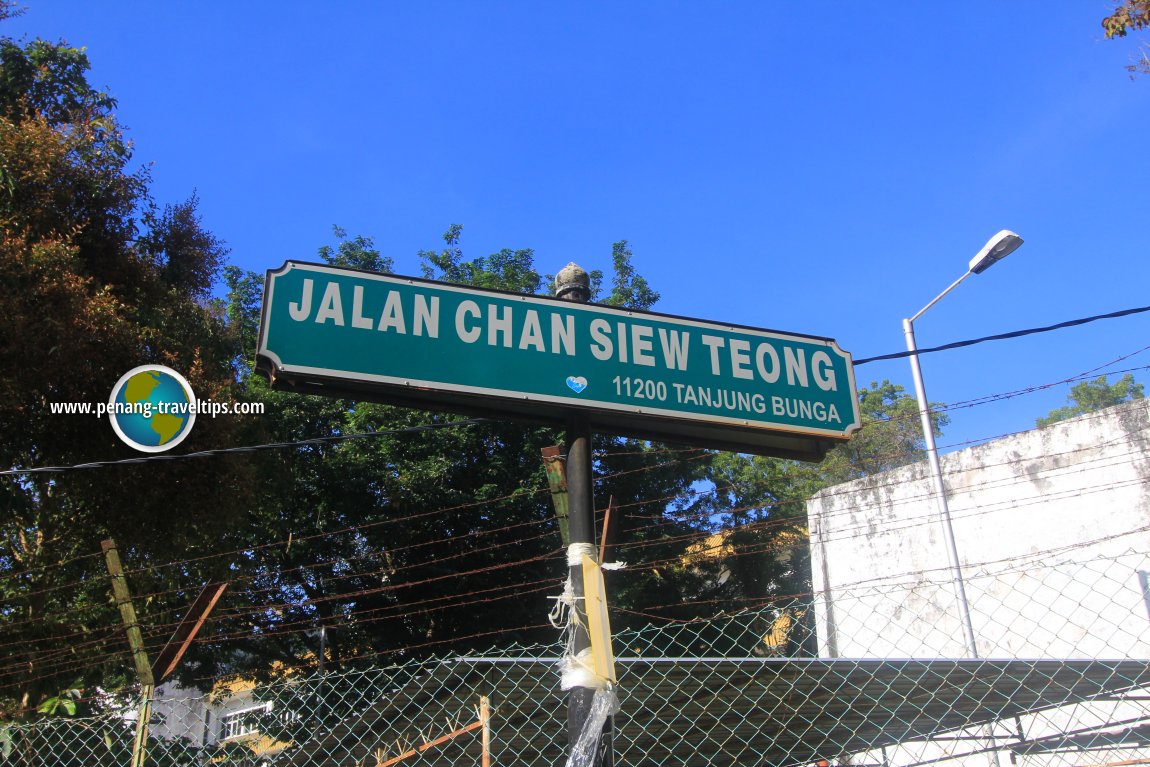 JALAN CHAN SIEW TEONG
11200 TANJUNG BUNGA
www.penang-traveltips.com